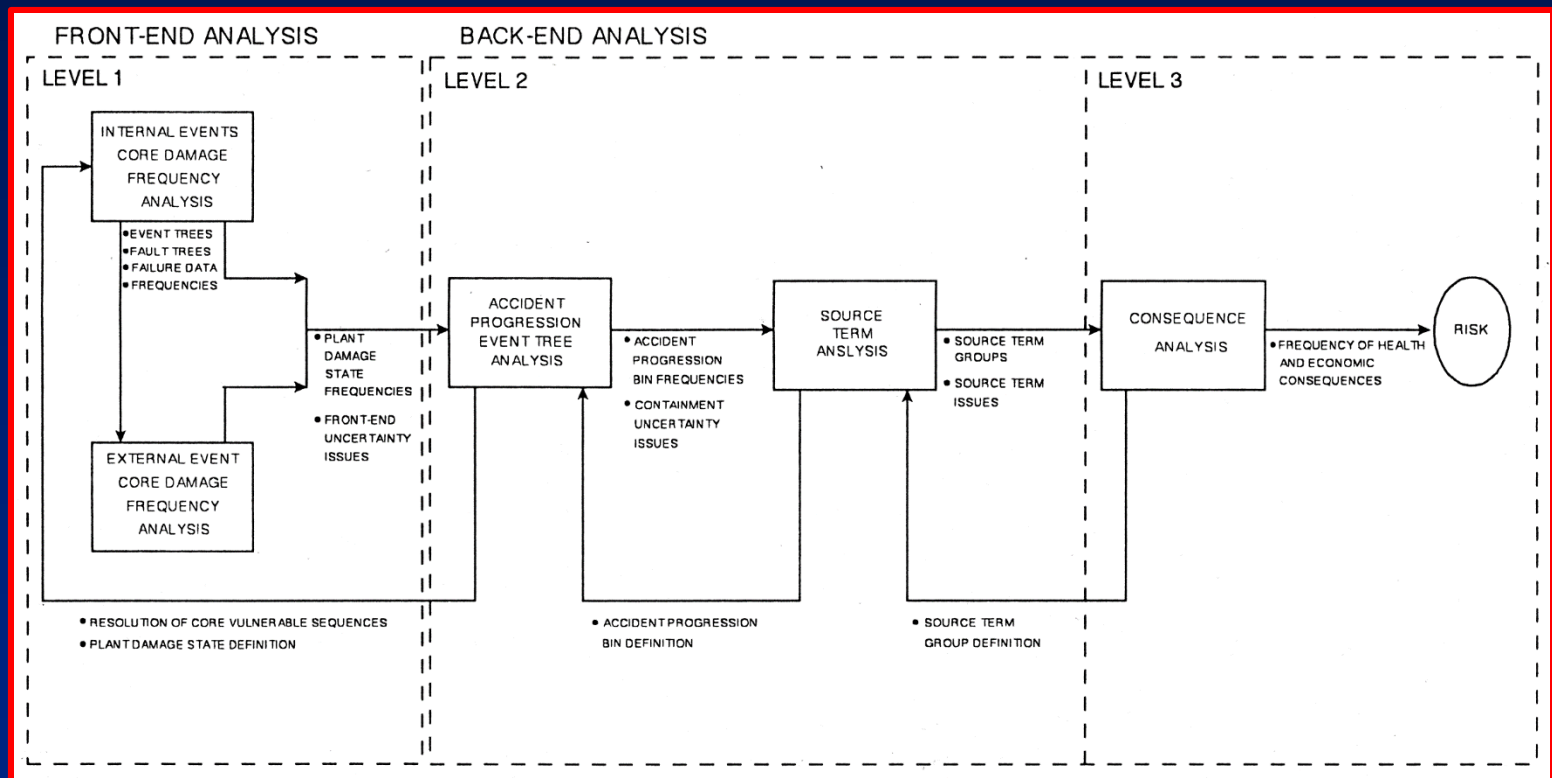 FRONT-END ANALYSIS
BACK-END ANALYSIS
LEVEL 1
LEVEL 2
LEVEL 3
INTERNAL EVENTS
CORE DAMAGE
FREQUENCY
ANALYSIS
• EVENT TREES
• FAULT TREES
• FAILURE DATA
• FREQUENCIES
EXTERNAL EVENT
CORE DAMAGE
FREQUENCY
ANALYSIS
• PLANT
DAMAGE
STATE
FREQUENCIES
• FRONT-END
UNCERTAINTY
ISSUES
ACCIDENT
PROGRESSION
EVENT TREE
ANALYSIS
• ACCIDENT
PROGRESSION
BIN FREQUENCIES
• CONTAINMENT
UNCERTAINTY
ISSUES
SOURCE
TERM
ANSLYSIS
• SOURCE TERM
GROUPS
• SOURCE TERM
ISSUES
CONSEQUENCE
ANALYSIS
• FREQUENCY OF HEALTH
AND ECONOMIC
CONSEQUENCES
RISK
• RESOLUTION OF CORE VULNERABLE SEQUENCES
• PLANT DAMAGE STATE DEFINITION
• ACCIDENT PROGRESSION
BIN DEFINITION
• SOURCE TERM
GROUP DEFINITION